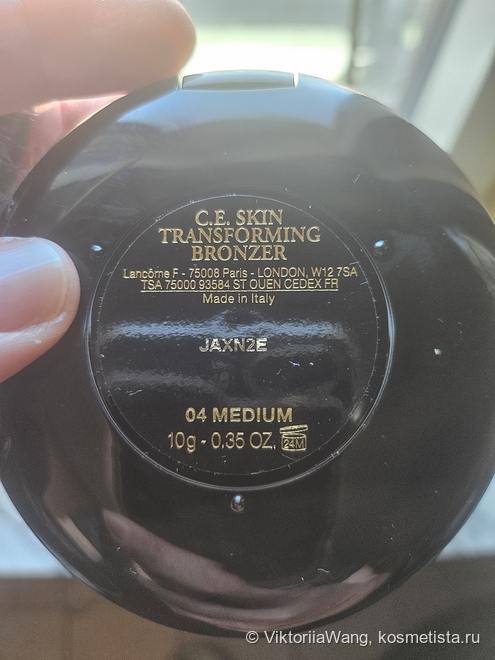 C.E. SKIN
TRANSFORMING
BRONZER
Lancôme F - 75008 Paris - LONDON, W12 7SA
TSA 75000 93584 ST OUEN CEDEX FR
Made in Italy
JAXN2E
04 MEDIUM
10g - 0.35 OZ. 24M
© ViktoriiaWang, kosmetista.ru